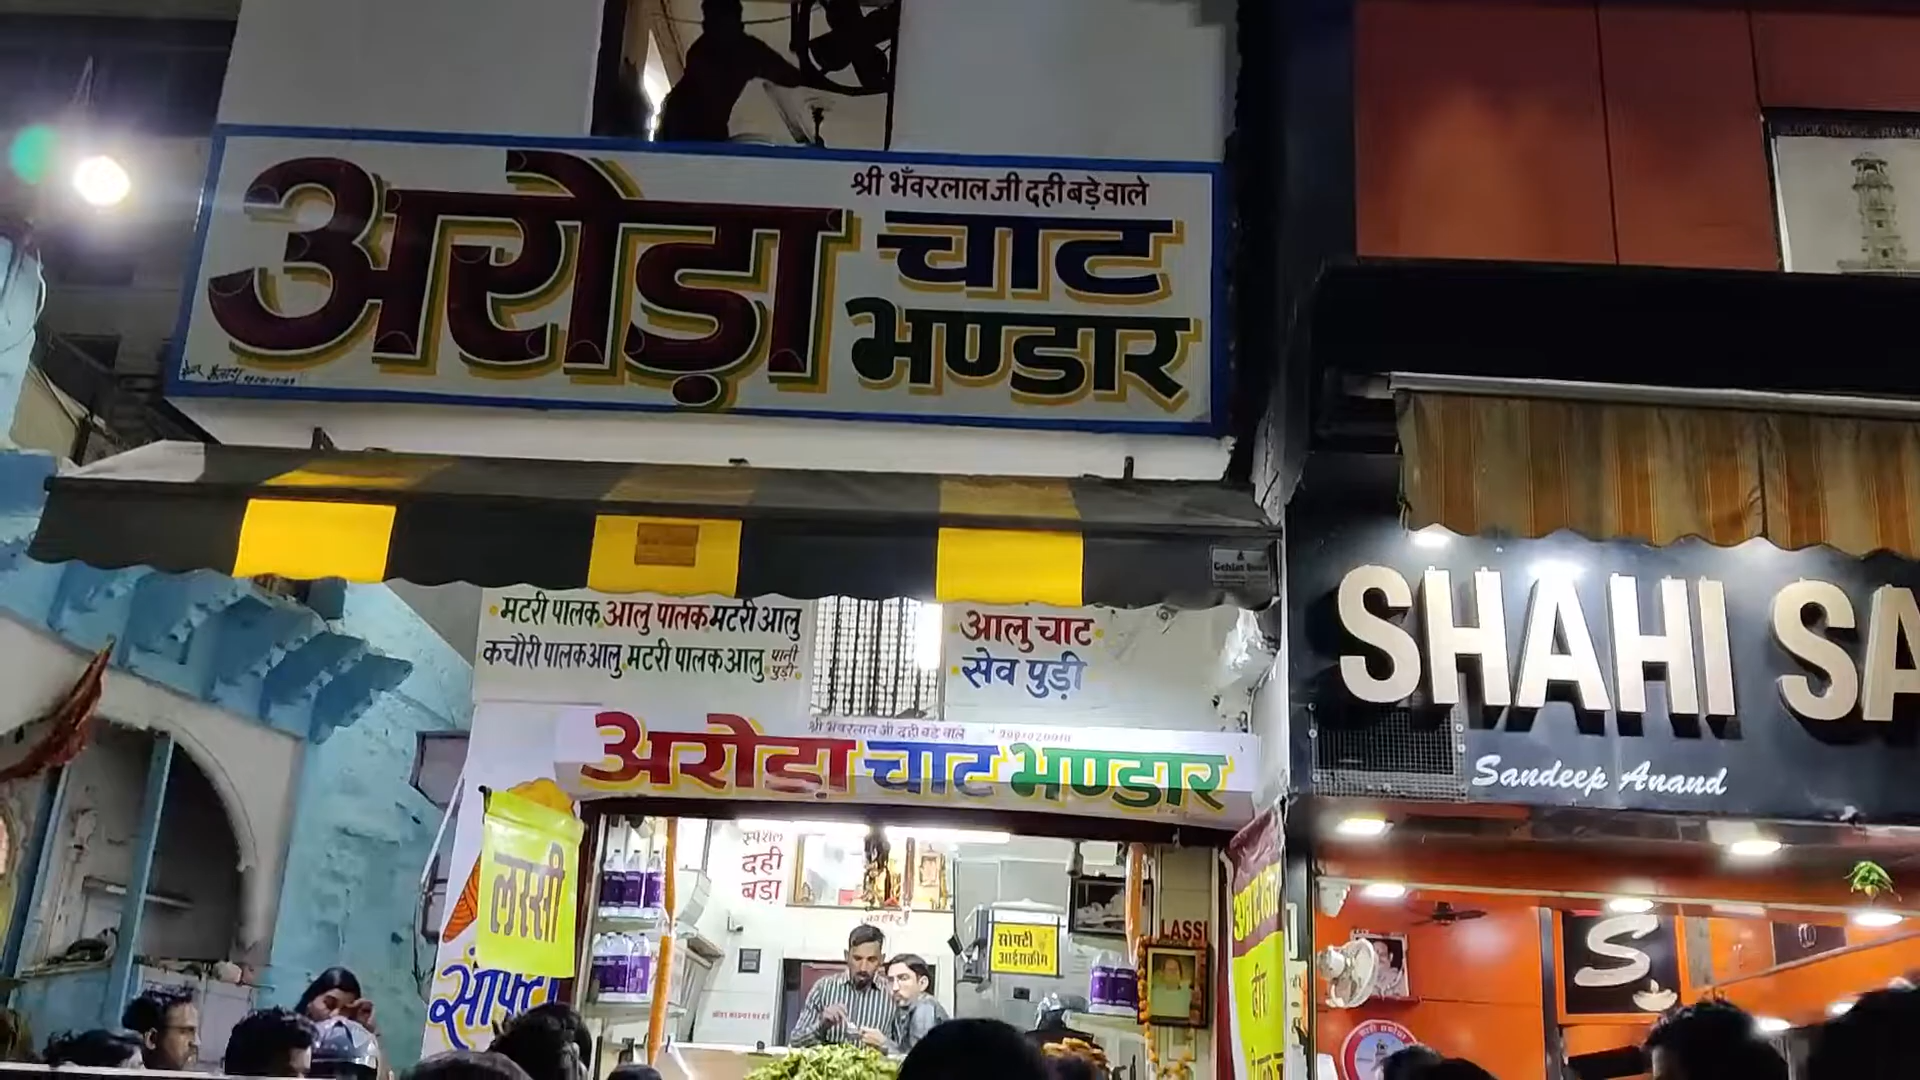 श्री भँवरलाल जी दही बड़े वाले
अरोड़ा चाट
भण्डार
मटरी पालक आलु पालक मटरी आलु
कचौरी पालक आलु मटरी पालक आलु पानी पुड़ी
आलु चाट
सेव पुड़ी
श्री भंवरलाल जी दही बडे वाले
अरोडा चाट भण्डार
SHAHI SA
Sandeep Anand
स्पेशल
दही
बड़ा
लस्सी
सोफ्टी
आईसक्रीम
LASSI
S